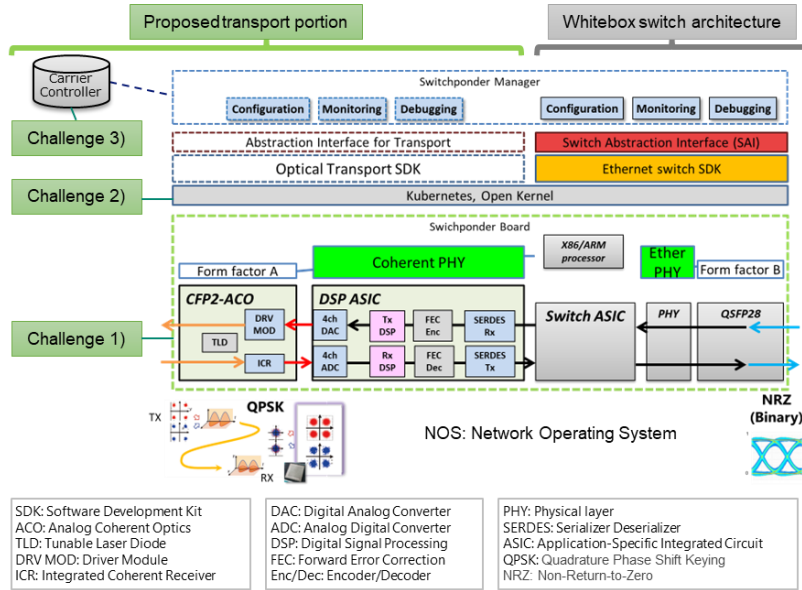 Proposed transport portion
Whitebox switch architecture
Carrier
Controller
Switchponder Manager
Configuration
Monitoring
Debugging
Configuration
Monitoring
Debugging
Challenge 3)
Abstraction Interface for Transport
Switch Abstraction Interface (SAI)
Optical Transport SDK
Ethernet switch SDK
Challenge 2)
Kubernetes, Open Kernel
Swichponder Board
Form factor A
Coherent PHY
X86/ARM
processor
Ether
PHY
Form factor B
CFP2-ACO
DSP ASIC
DRV
MOD
4ch
DAC
Tx
DSP
FEC
Enc
SERDES
Rx
Switch ASIC
PHY
QSFP28
Challenge 1)
TLD
ICR
4ch
ADC
Rx
DSP
FEC
Dec
SERDES
Tx
TX
QPSK
RX
NOS: Network Operating System
NRZ
(Binary)
SDK: Software Development Kit
ACO: Analog Coherent Optics
TLD: Tunable Laser Diode
DRV MOD: Driver Module
ICR: Integrated Coherent Receiver
DAC: Digital Analog Converter
ADC: Analog Digital Converter
DSP: Digital Signal Processing
FEC: Forward Error Correction
Enc/Dec: Encoder/Decoder
PHY: Physical layer
SERDES: Serializer Deserializer
ASIC: Application-Specific Integrated Circuit
QPSK: Quadrature Phase Shift Keying
NRZ: Non-Return-to-Zero